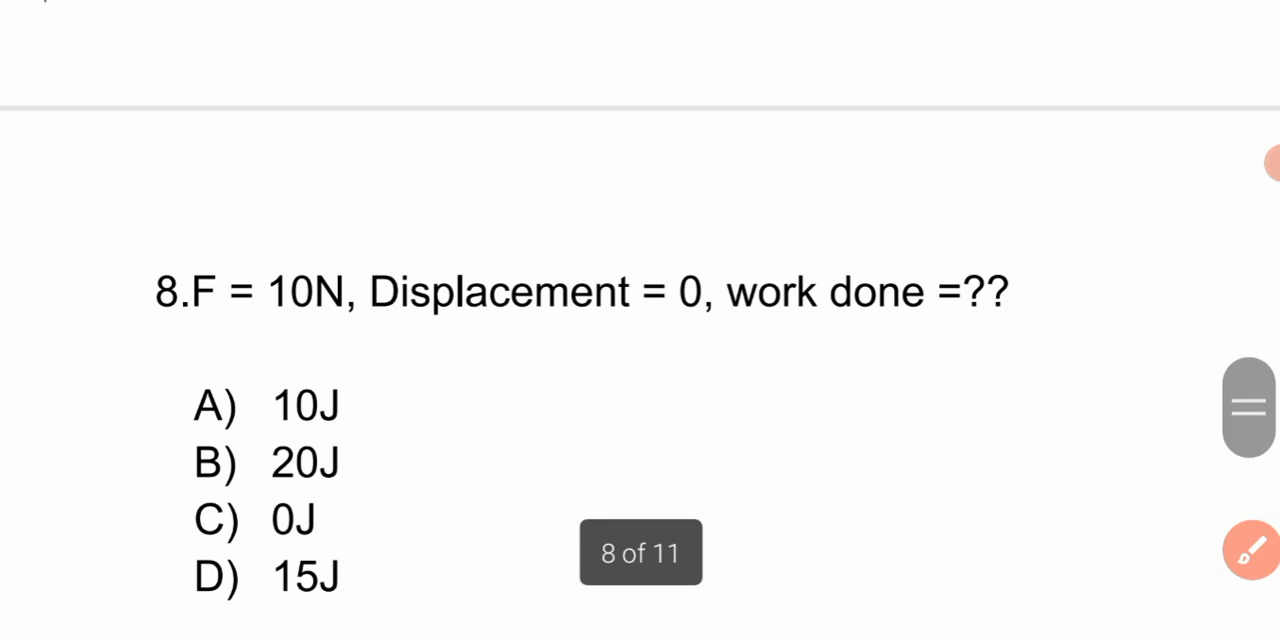 8.F = 10N, Displacement = 0, work done =??
A) 10J
B) 20J
C) 0J
D) 15J
8 of 11